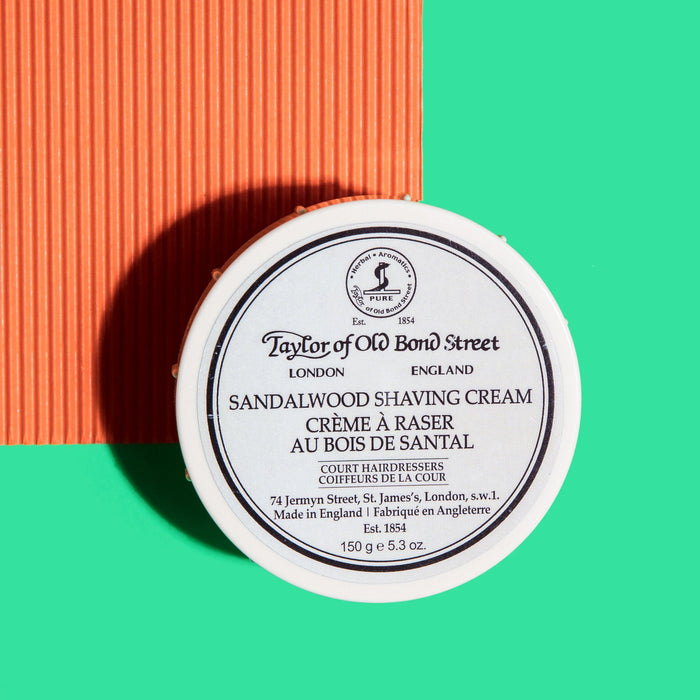 Herbal • Aromatics
PURE
Taylor of Old Bond Street
Est. 1854
Taylor of Old Bond Street
LONDON ENGLAND
SANDALWOOD SHAVING CREAM
CRÈME À RASER
AU BOIS DE SANTAL
COURT HAIRDRESSERS
COIFFEURS DE LA COUR
74 Jermyn Street, St. James's, London, s.w.1.
Made in England | Fabriqué en Angleterre
Est. 1854
150 g e 5.3 oz.